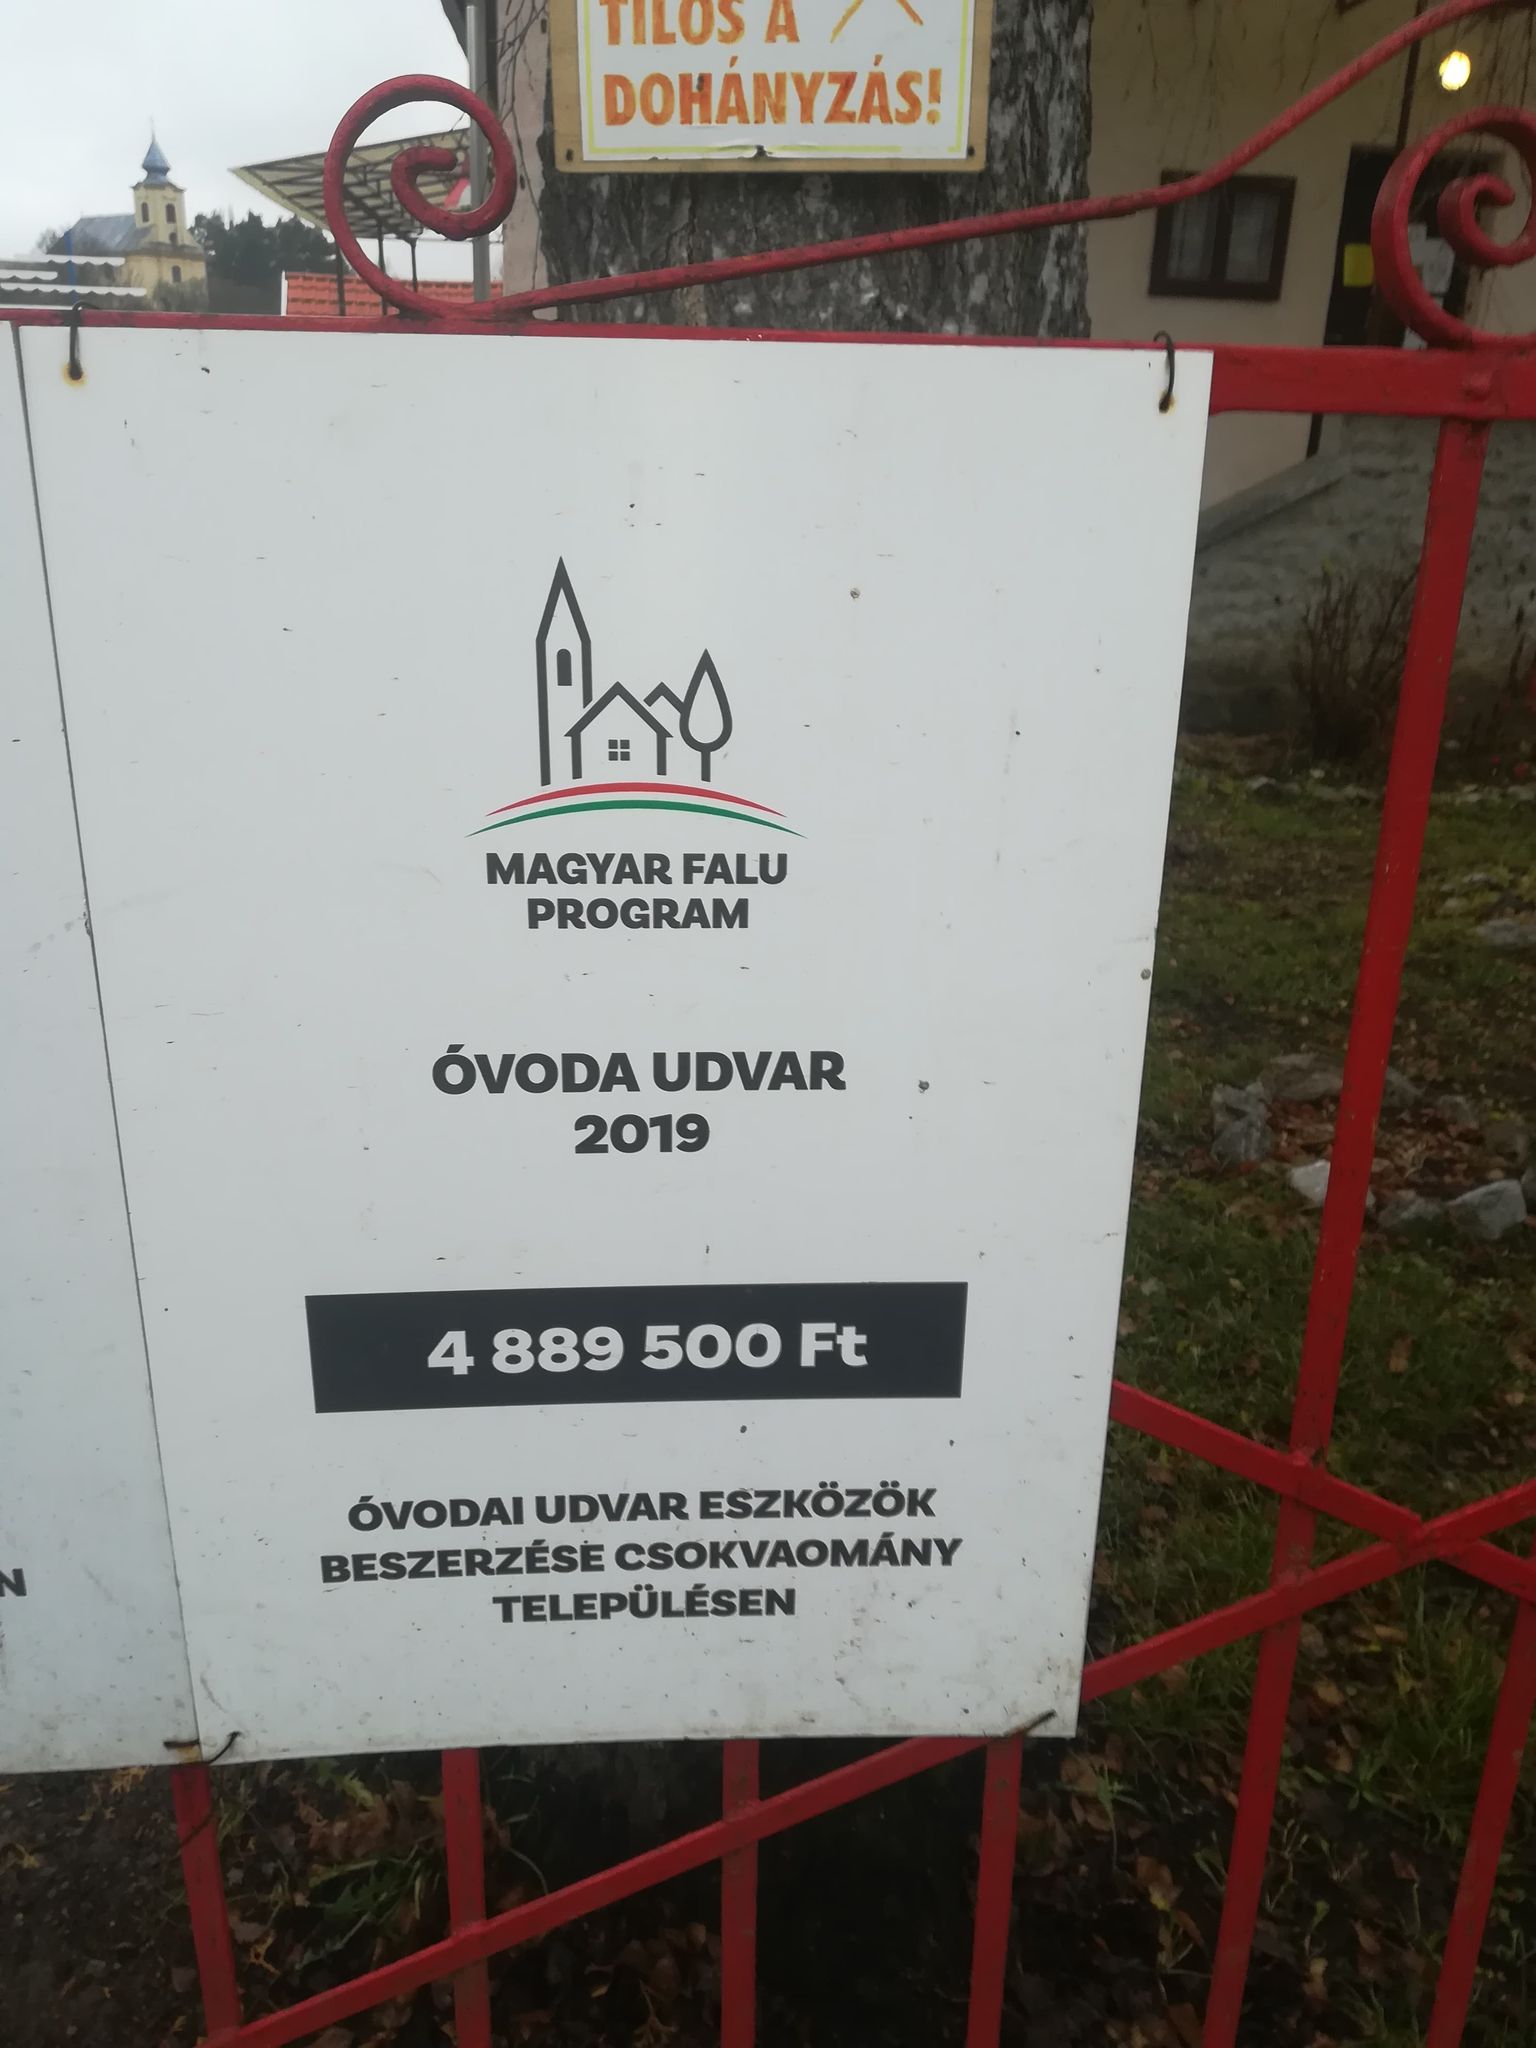 TILOS A
DOHÁNYZÁS!
MAGYAR FALU
PROGRAM
ÓVODA UDVAR
2019
4 889 500 Ft
ÓVODAI UDVAR ESZKÖZÖK
BESZERZÉSE CSOKVAOMÁNY
TELEPÜLÉSEN
N